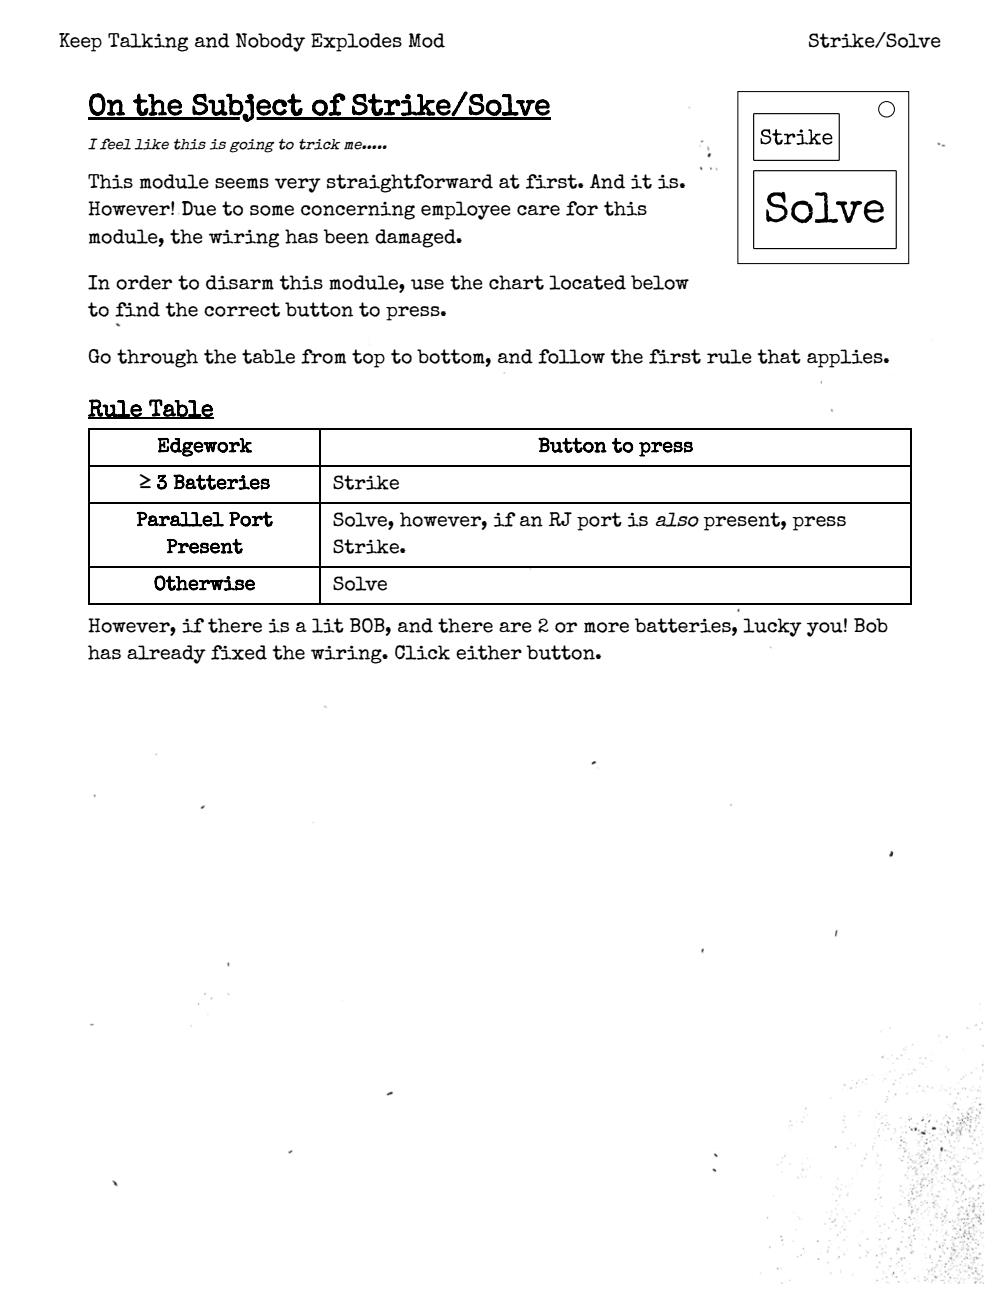 Keep Talking and Nobody Explodes Mod
Strike/Solve
On the Subject of Strike/Solve
I feel like this is going to trick me.....
This module seems very straightforward at first. And it is.
However! Due to some concerning employee care for this
module, the wiring has been damaged.
Strike
Solve
In order to disarm this module, use the chart located below
to find the correct button to press.
Go through the table from top to bottom, and follow the first rule that applies.
Rule Table
Edgework
Button to press
≥ 3 Batteries
Strike
Parallel Port
Present
Solve, however, if an RJ port is also present, press
Strike.
Otherwise
Solve
However, if there is a lit BOB, and there are 2 or more batteries, lucky you! Bob
has already fixed the wiring. Click either button.